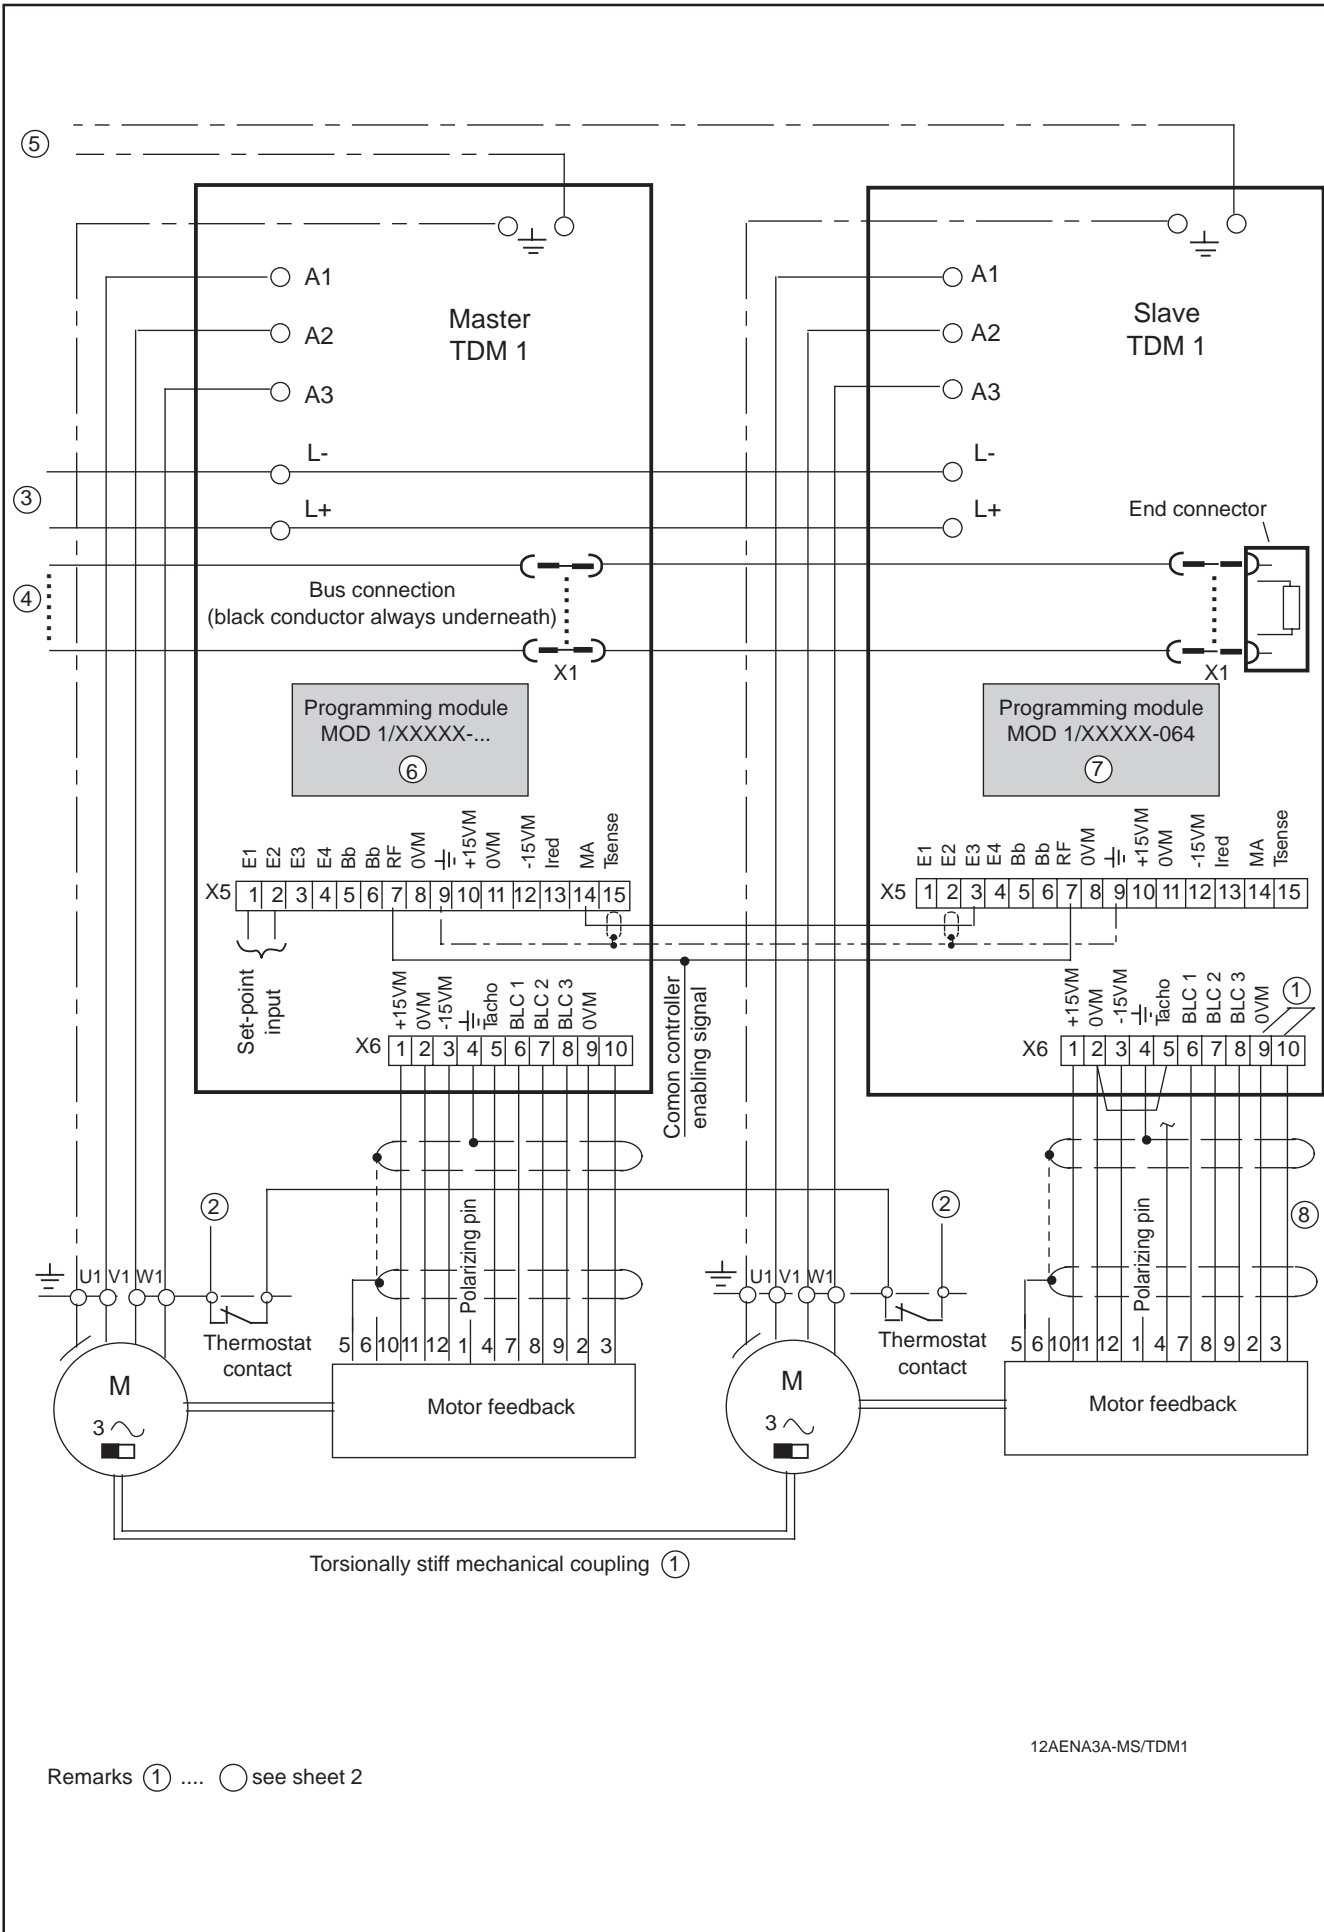 5
A1
A2
A3
Master
TDM 1
L-
L+
3
4
Bus connection
(black conductor always underneath)
X1
Programming module
MOD 1/XXXXX-...
6
E1 E2 E3 E4 Bb Bb RF 0VM +15VM 0VM -15VM Ired MA Tsense
X5 1 2 3 4 5 6 7 8 9 10 11 12 13 14 15
Set-point
input
+15VM 0VM -15VM Tacho BLC 1 BLC 2 BLC 3 0VM
X6 1 2 3 4 5 6 7 8 9 10
Comon controller
enabling signal
A1
A2
A3
Slave
TDM 1
L-
L+
End connector
X1
Programming module
MOD 1/XXXXX-064
7
E1 E2 E3 E4 Bb Bb RF 0VM +15VM 0VM -15VM Ired MA Tsense
X5 1 2 3 4 5 6 7 8 9 10 11 12 13 14 15
+15VM 0VM -15VM Tacho BLC 1 BLC 2 BLC 3 0VM
1
X6 1 2 3 4 5 6 7 8 9 10
2
Polarizing pin
U1 V1 W1
Thermostat
contact
5 6 10 11 12 1 4 7 8 9 2 3
M
3
Motor feedback
2
Polarizing pin
8
U1 V1 W1
Thermostat
contact
5 6 10 11 12 1 4 7 8 9 2 3
M
3
Motor feedback
Torsionally stiff mechanical coupling 1
12AENA3A-MS/TDM1
Remarks 1 .... see sheet 2